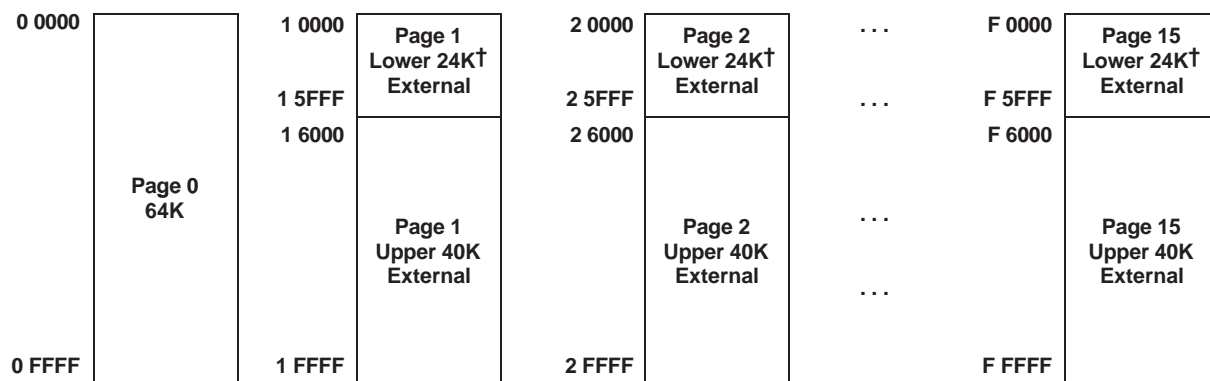 0 0000
1 0000
Page 1
Lower 24K†
External
2 0000
Page 2
Lower 24K†
External
. . .
F 0000
Page 15
Lower 24K†
External
1 5FFF
2 5FFF
. . .
F 5FFF
1 6000
2 6000
F 6000
Page 0
64K
Page 1
Upper 40K
External
Page 2
Upper 40K
External
. . .
. . .
Page 15
Upper 40K
External
0 FFFF
1 FFFF
2 FFFF
F FFFF